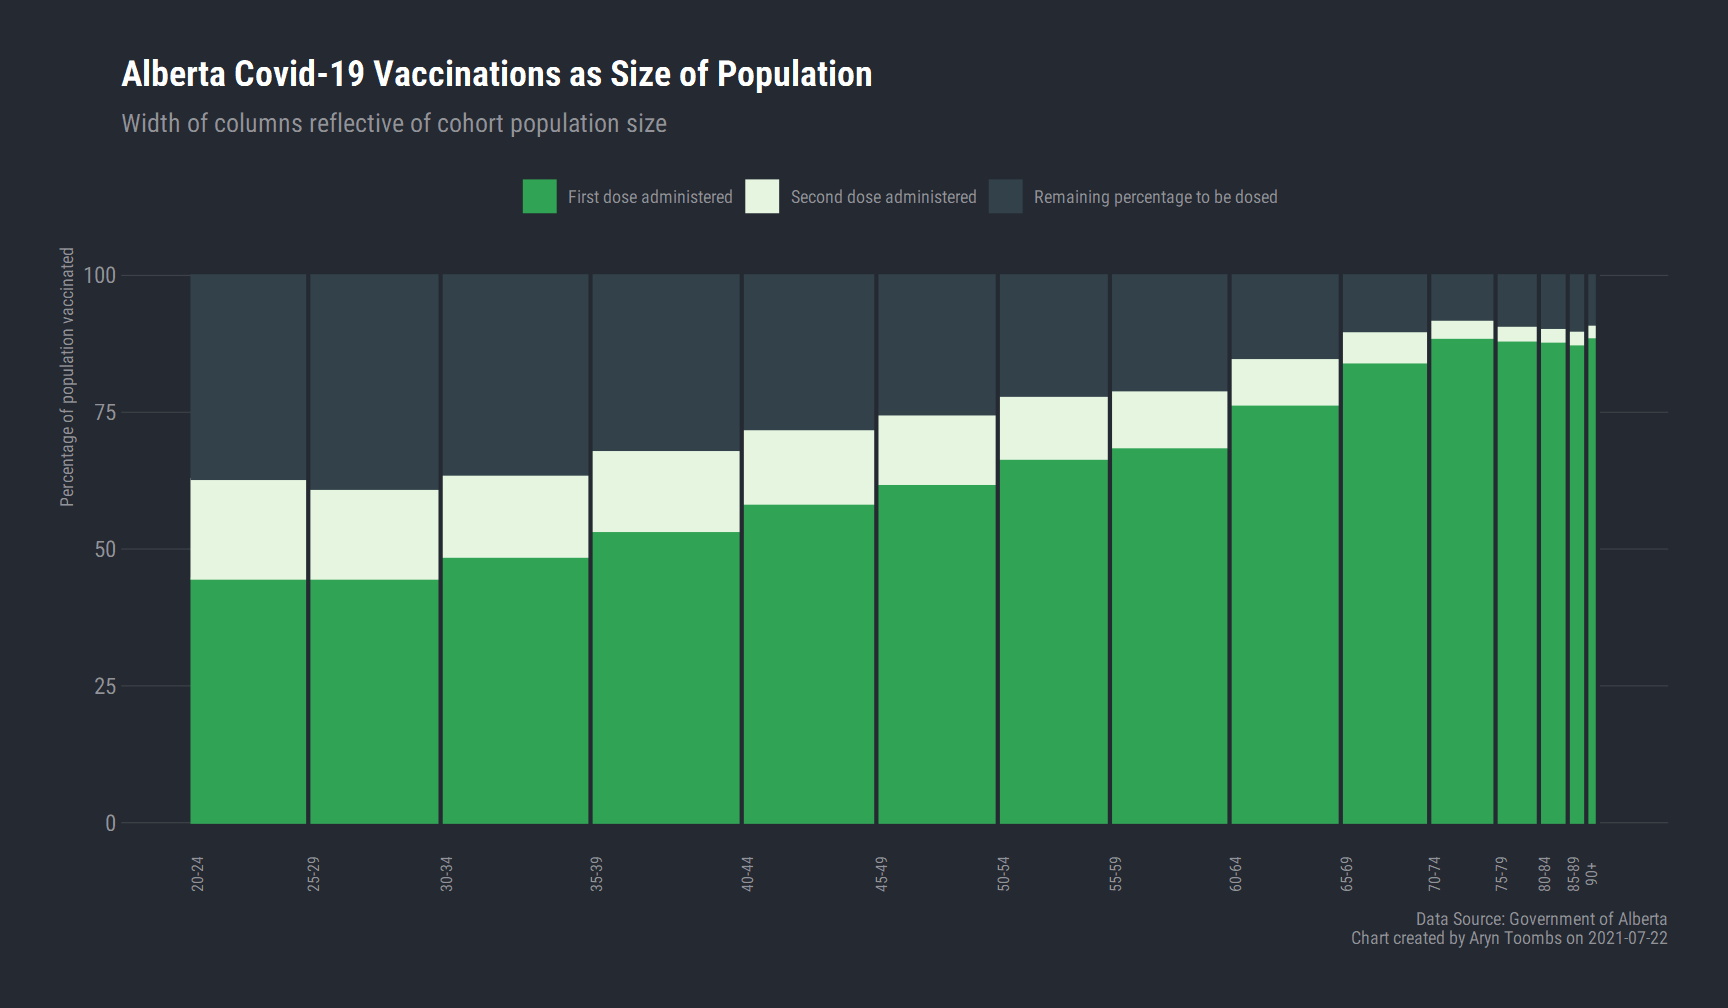 Alberta Covid-19 Vaccinations as Size of Population
Width of columns reflective of cohort population size
First dose administered
Second dose administered
Remaining percentage to be dosed
Percentage of population vaccinated
100
75
50
25
0
20-24
25-29
30-34
35-39
40-44
45-49
50-54
55-59
60-64
65-69
70-74
75-79
80-84
85-89
90+
Data Source: Government of Alberta
Chart created by Aryn Toombs on 2021-07-22